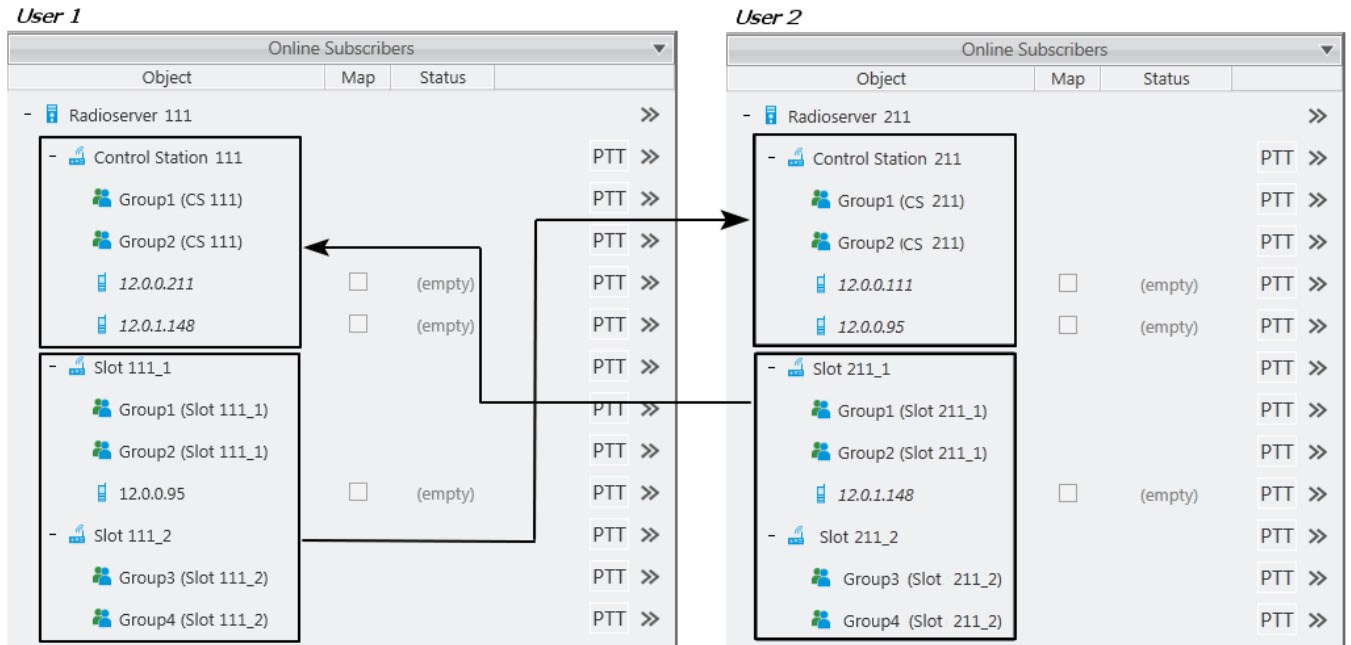 User 1
Online Subscribers
Object Map Status
- Radioserver 111 »
- Control Station 111 PTT »
Group1 (CS 111) PTT »
Group2 (CS 111) PTT »
12.0.0.211 (empty) PTT »
12.0.1.148 (empty) PTT »
- Slot 111_1 PTT »
Group1 (Slot 111_1) PTT »
Group2 (Slot 111_1) PTT »
12.0.0.95 (empty) PTT »
- Slot 111_2 PTT »
Group3 (Slot 111_2) PTT »
Group4 (Slot 111_2) PTT »
User 2
Online Subscribers
Object Map Status
- Radioserver 211 »
- Control Station 211 PTT »
Group1 (CS 211) PTT »
Group2 (CS 211) PTT »
12.0.0.111 (empty) PTT »
12.0.0.95 (empty) PTT »
- Slot 211_1 PTT »
Group1 (Slot 211_1) PTT »
Group2 (Slot 211_1) PTT »
12.0.1.148 (empty) PTT »
- Slot 211_2 PTT »
Group3 (Slot 211_2) PTT »
Group4 (Slot 211_2) PTT »